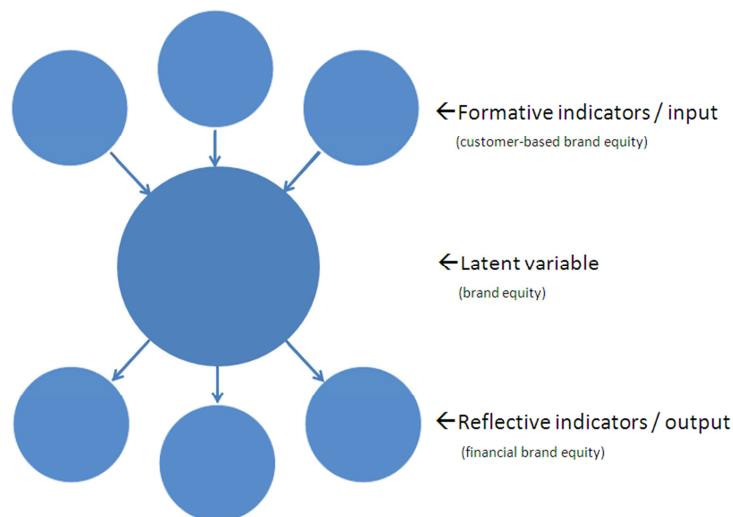 ←Formative indicators / input
(customer-based brand equity)
←Latent variable
(brand equity)
←Reflective indicators / output
(financial brand equity)